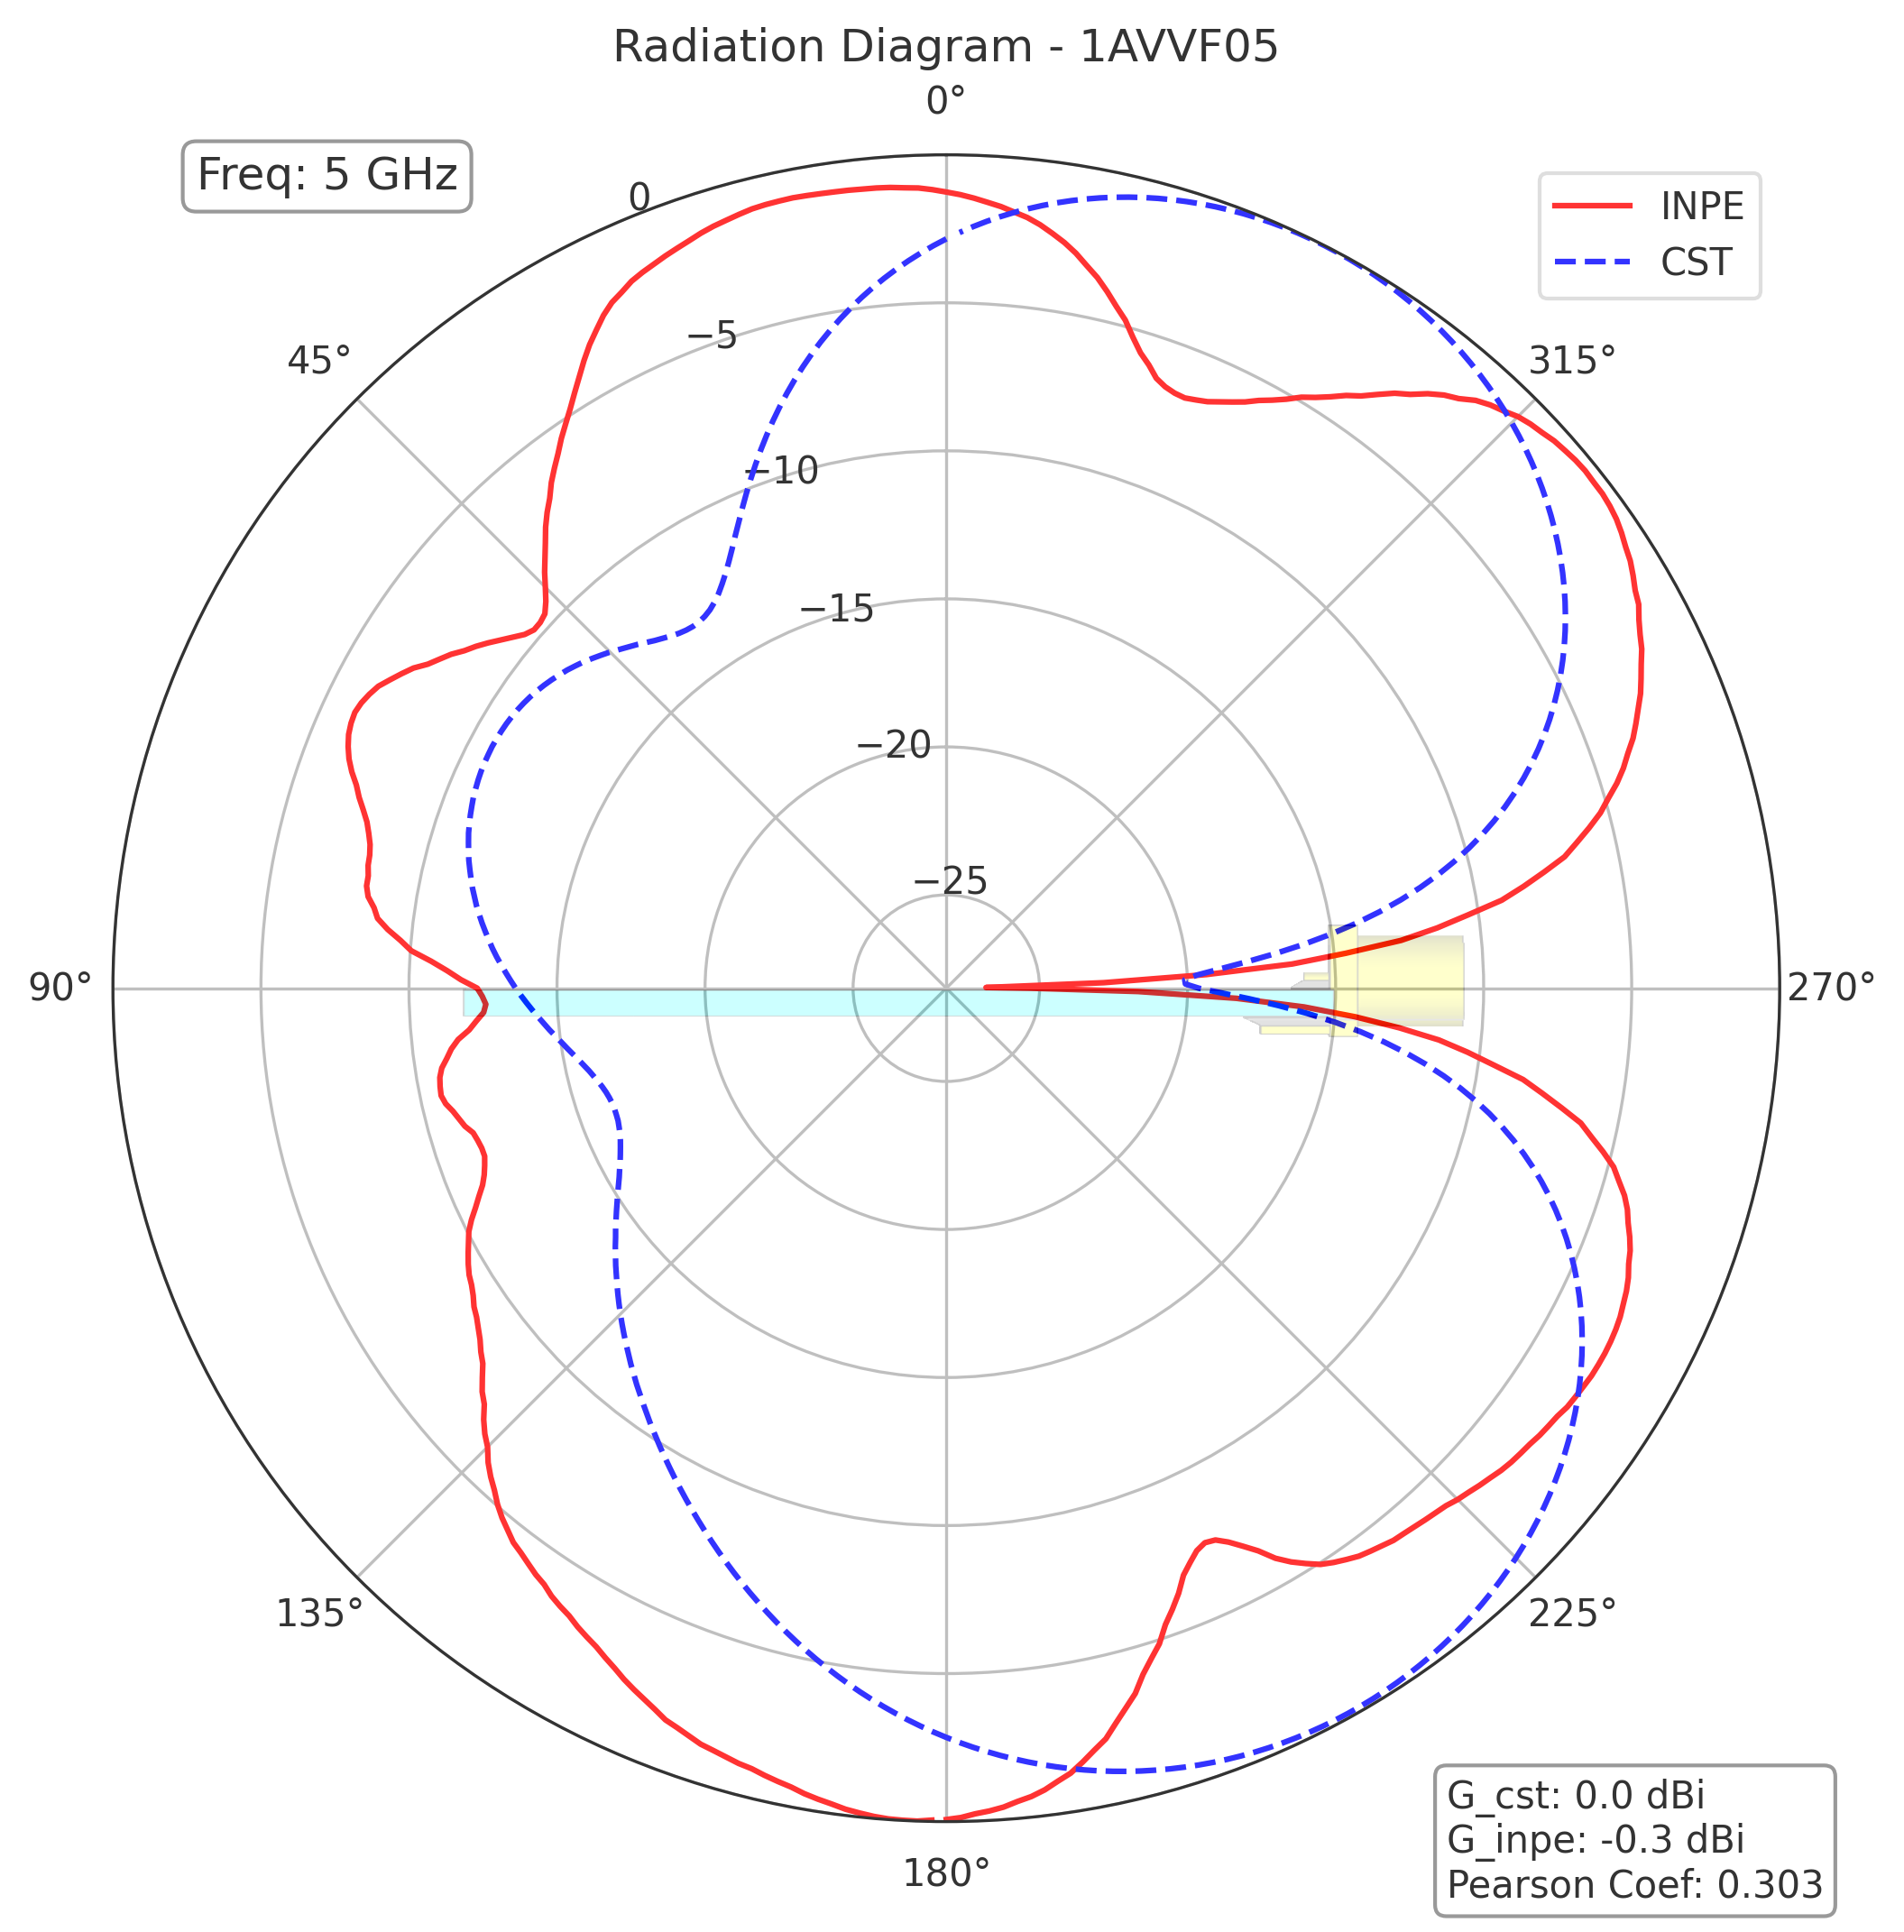 Radiation Diagram - 1AVVF05
0°
Freq: 5 GHz
INPE
CST
0
−5
−10
−15
−20
−25
45°
315°
90°
270°
135°
225°
180°
G_cst: 0.0 dBi
G_inpe: -0.3 dBi
Pearson Coef: 0.303